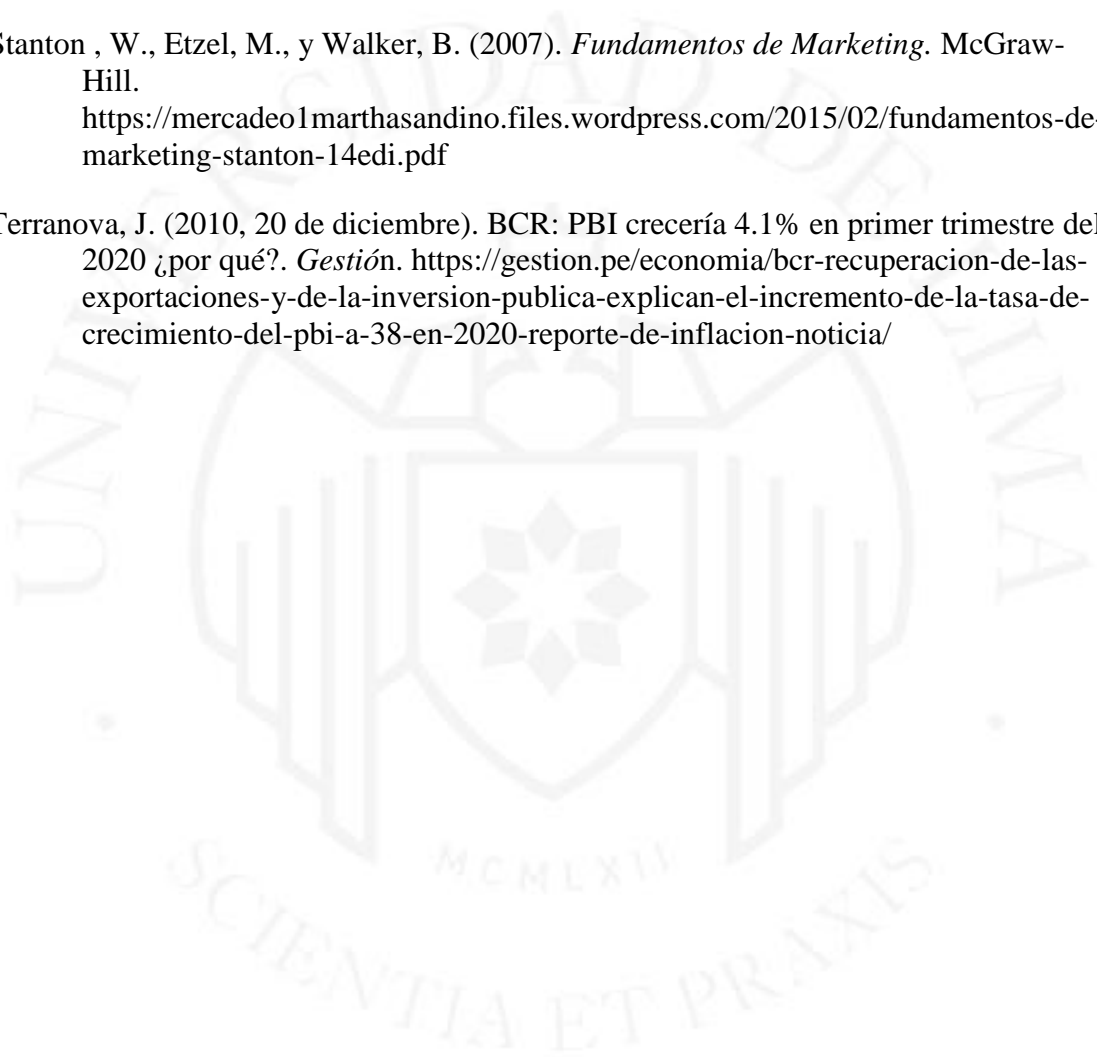 Stanton , W., Etzel, M., y Walker, B. (2007). Fundamentos de Marketing. McGraw-
Hill.
https://mercadeo1marthasandino.files.wordpress.com/2015/02/fundamentos-de-
marketing-stanton-14edi.pdf
Terranova, J. (2010, 20 de diciembre). BCR: PBI crecería 4.1% en primer trimestre del
2020 ¿por qué?. Gestión. https://gestion.pe/economia/bcr-recuperacion-de-las-
exportaciones-y-de-la-inversion-publica-explican-el-incremento-de-la-tasa-de-
crecimiento-del-pbi-a-38-en-2020-reporte-de-inflacion-noticia/
UNIVERSIDAD DE LIMA
MCMLXII
SCIENTIA ET PRAXIS